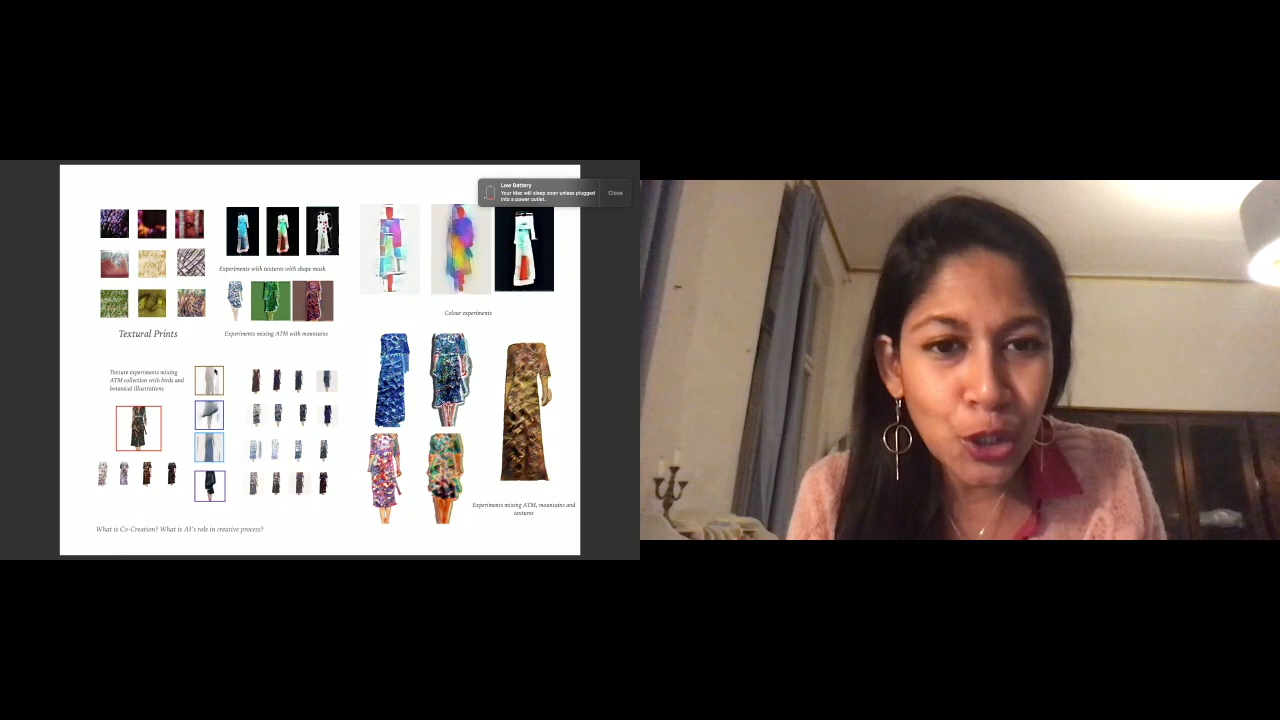 Low Battery
Your Mac will sleep soon unless plugged
into a power outlet.
Close
Experiments with textures with shape mask
Textural Prints
Experiments mixing ATM with mountains
Colour experiments
Texture experiments mixing
ATM collection with birds and
botanical illustrations
Experiments mixing ATM, mountains and
textures
What is Co-Creation? What is AI's role in creative process?